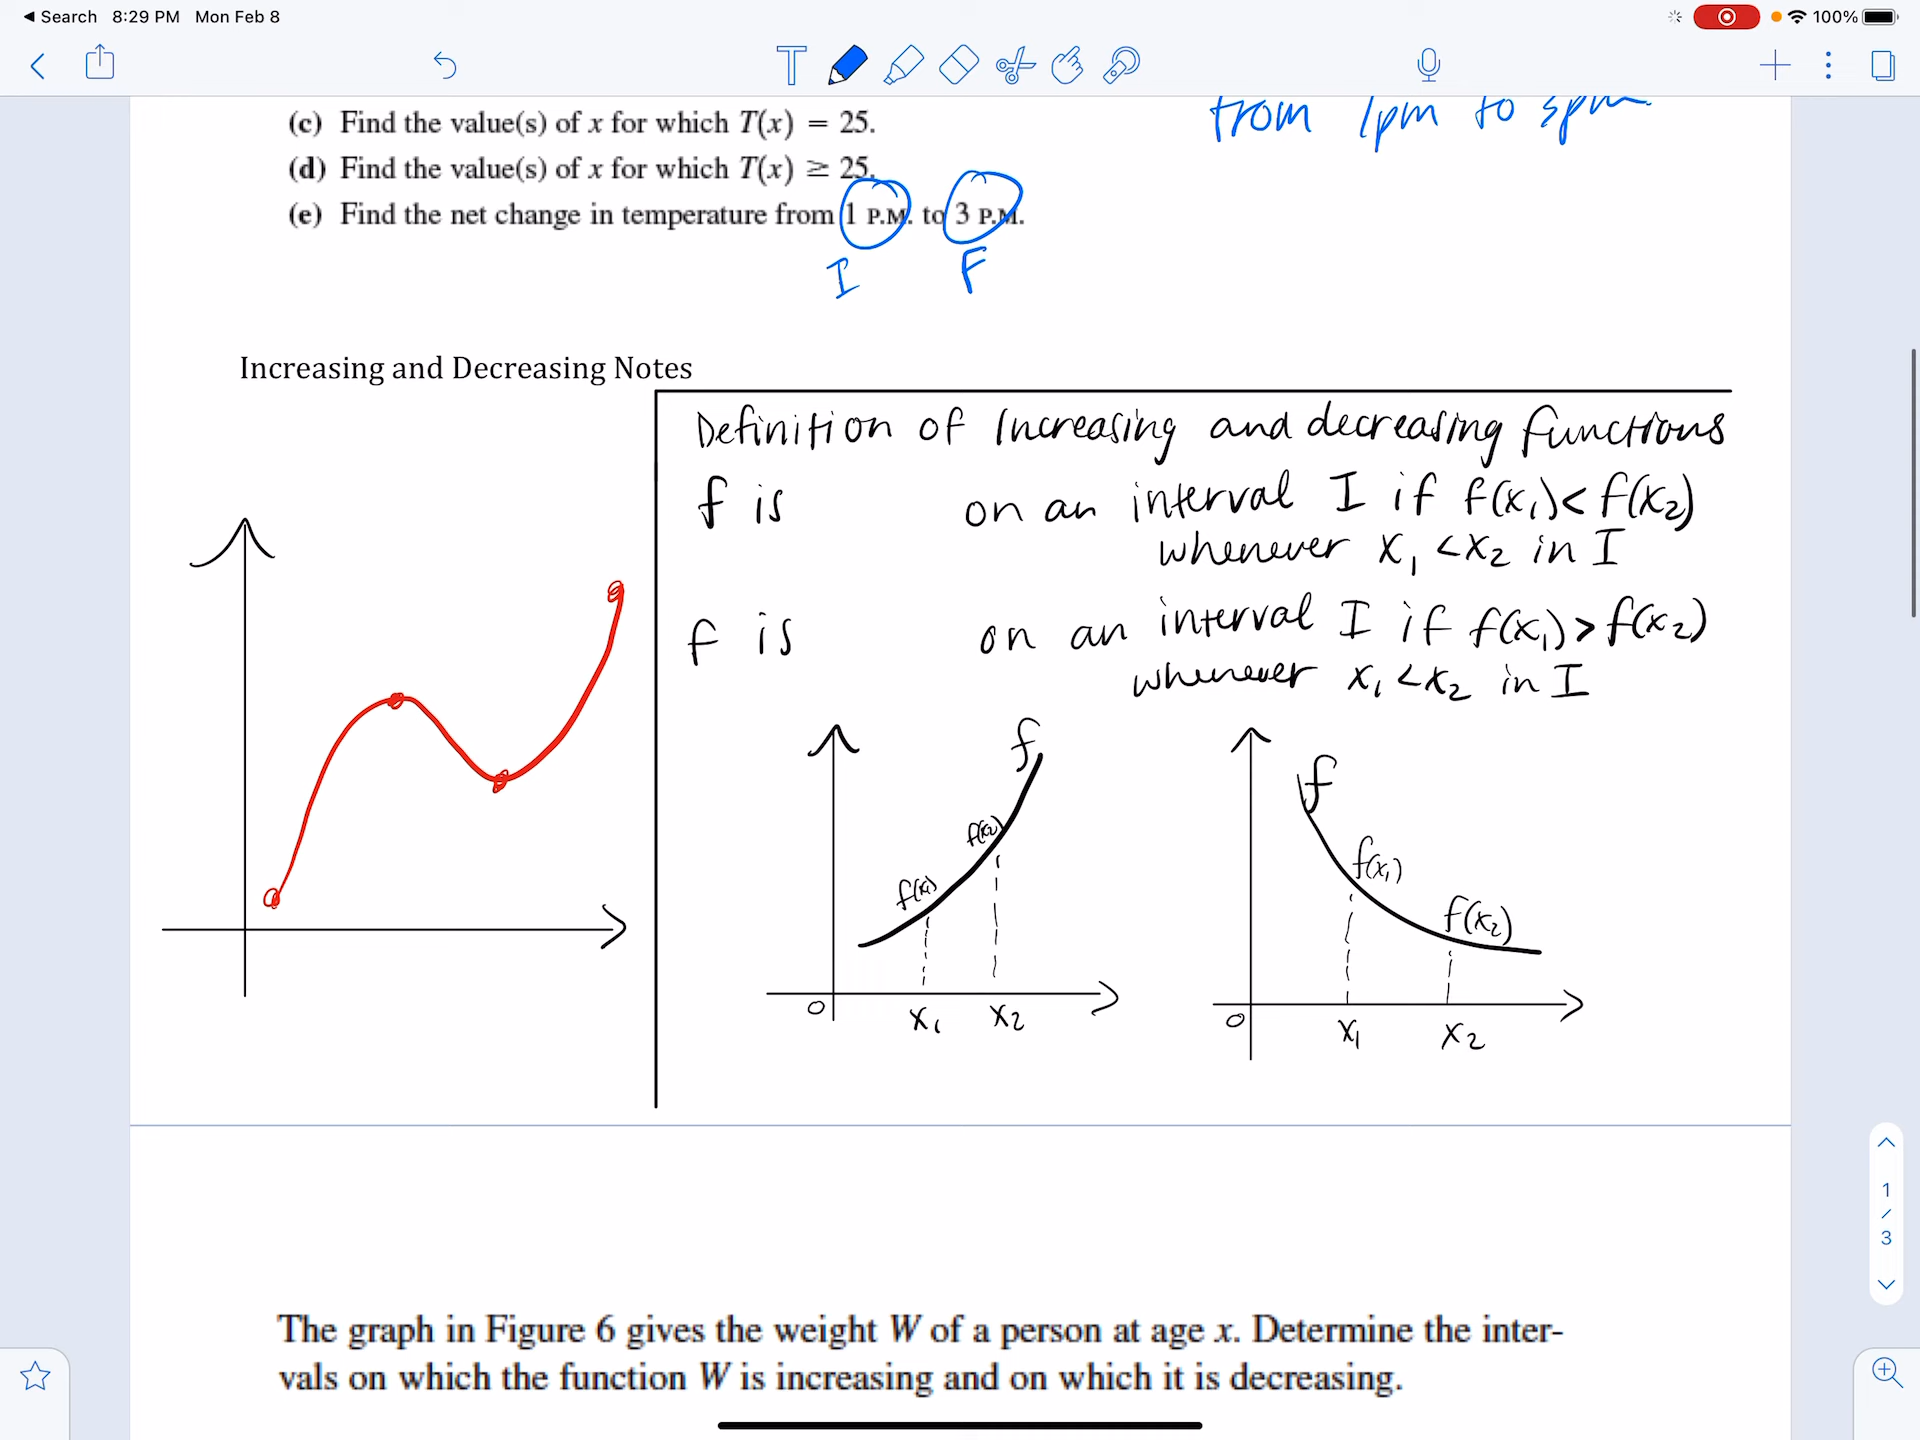 Search 8:29 PM Mon Feb 8 100%
T
from 1pm to 3pm
(c) Find the value(s) of x for which T(x) = 25.
(d) Find the value(s) of x for which T(x) ≥ 25.
(e) Find the net change in temperature from 1 P.M. to 3 P.M.
I F
Increasing and Decreasing Notes
Definition of Increasing and decreasing functions
f is on an interval I if f(x₁)<f(x₂)
whenever x₁<x₂ in I
f is on an interval I if f(x₁)>f(x₂)
whenever x₁<x₂ in I
f f
f(x₂)
f(x₁) f(x₁)
f(x₂)
0 x₁ x₂ 0 x₁ x₂
1
/
3
The graph in Figure 6 gives the weight W of a person at age x. Determine the inter-
vals on which the function W is increasing and on which it is decreasing.